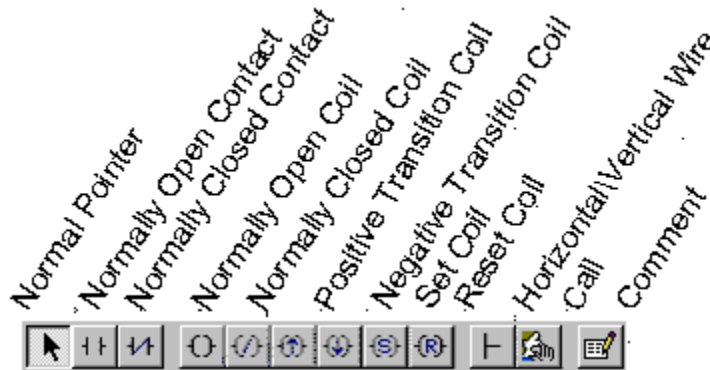 Normal Pointer
Normally Open Contact
Normally Closed Contact
Normally Open Coil
Normally Closed Coil
Positive Transition Coil
Negative Transition Coil
Set Coil
Reset Coil
Horizontal\Vertical Wire
Call
Comment
S
R